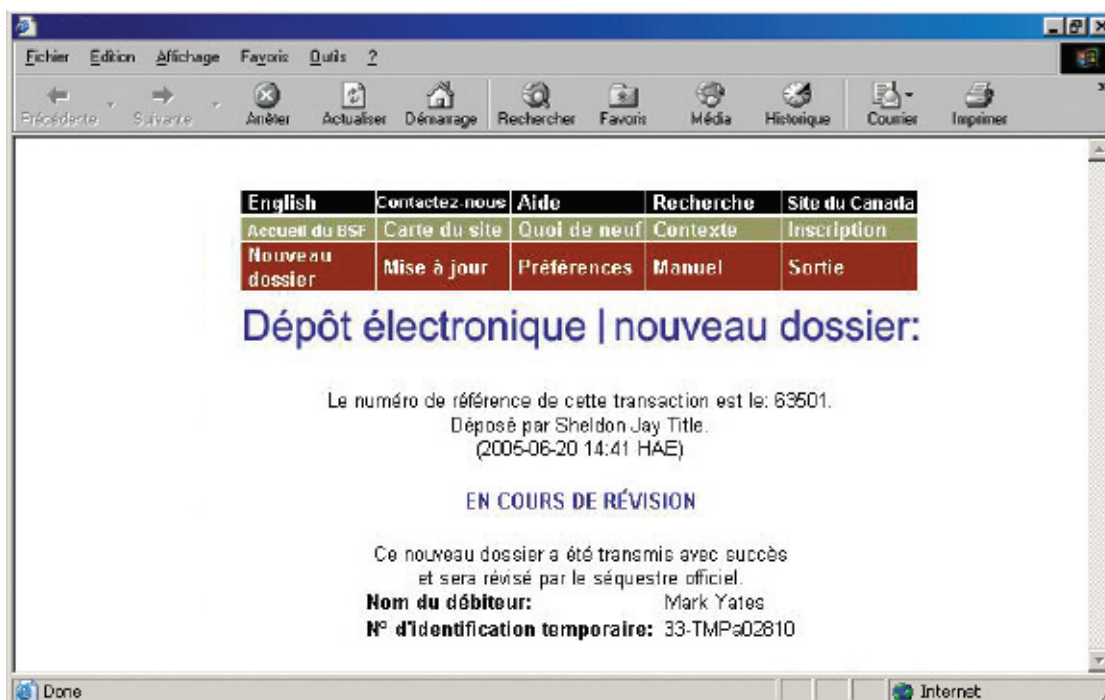 Fichier Edition Affichage Favoris Outils ?
Précédente Suivante Arrêter Actualiser Démarrage Rechercher Favoris Média Historique Courrier Imprimer
English Contactez-nous Aide Recherche Site du Canada
Accueil du BSF Carte du site Quoi de neuf Contexte Inscription
Nouveau dossier Mise à jour Préférences Manuel Sortie
Dépôt électronique | nouveau dossier:
Le numéro de référence de cette transaction est le: 63501.
Déposé par Sheldon Jay Title.
(2005-06-20 14:41 HAE)
EN COURS DE RÉVISION
Ce nouveau dossier a été transmis avec succès
et sera révisé par le séquestre officiel.
Nom du débiteur: Mark Yates
N° d'identification temporaire: 33-TMPa02810
Done Internet